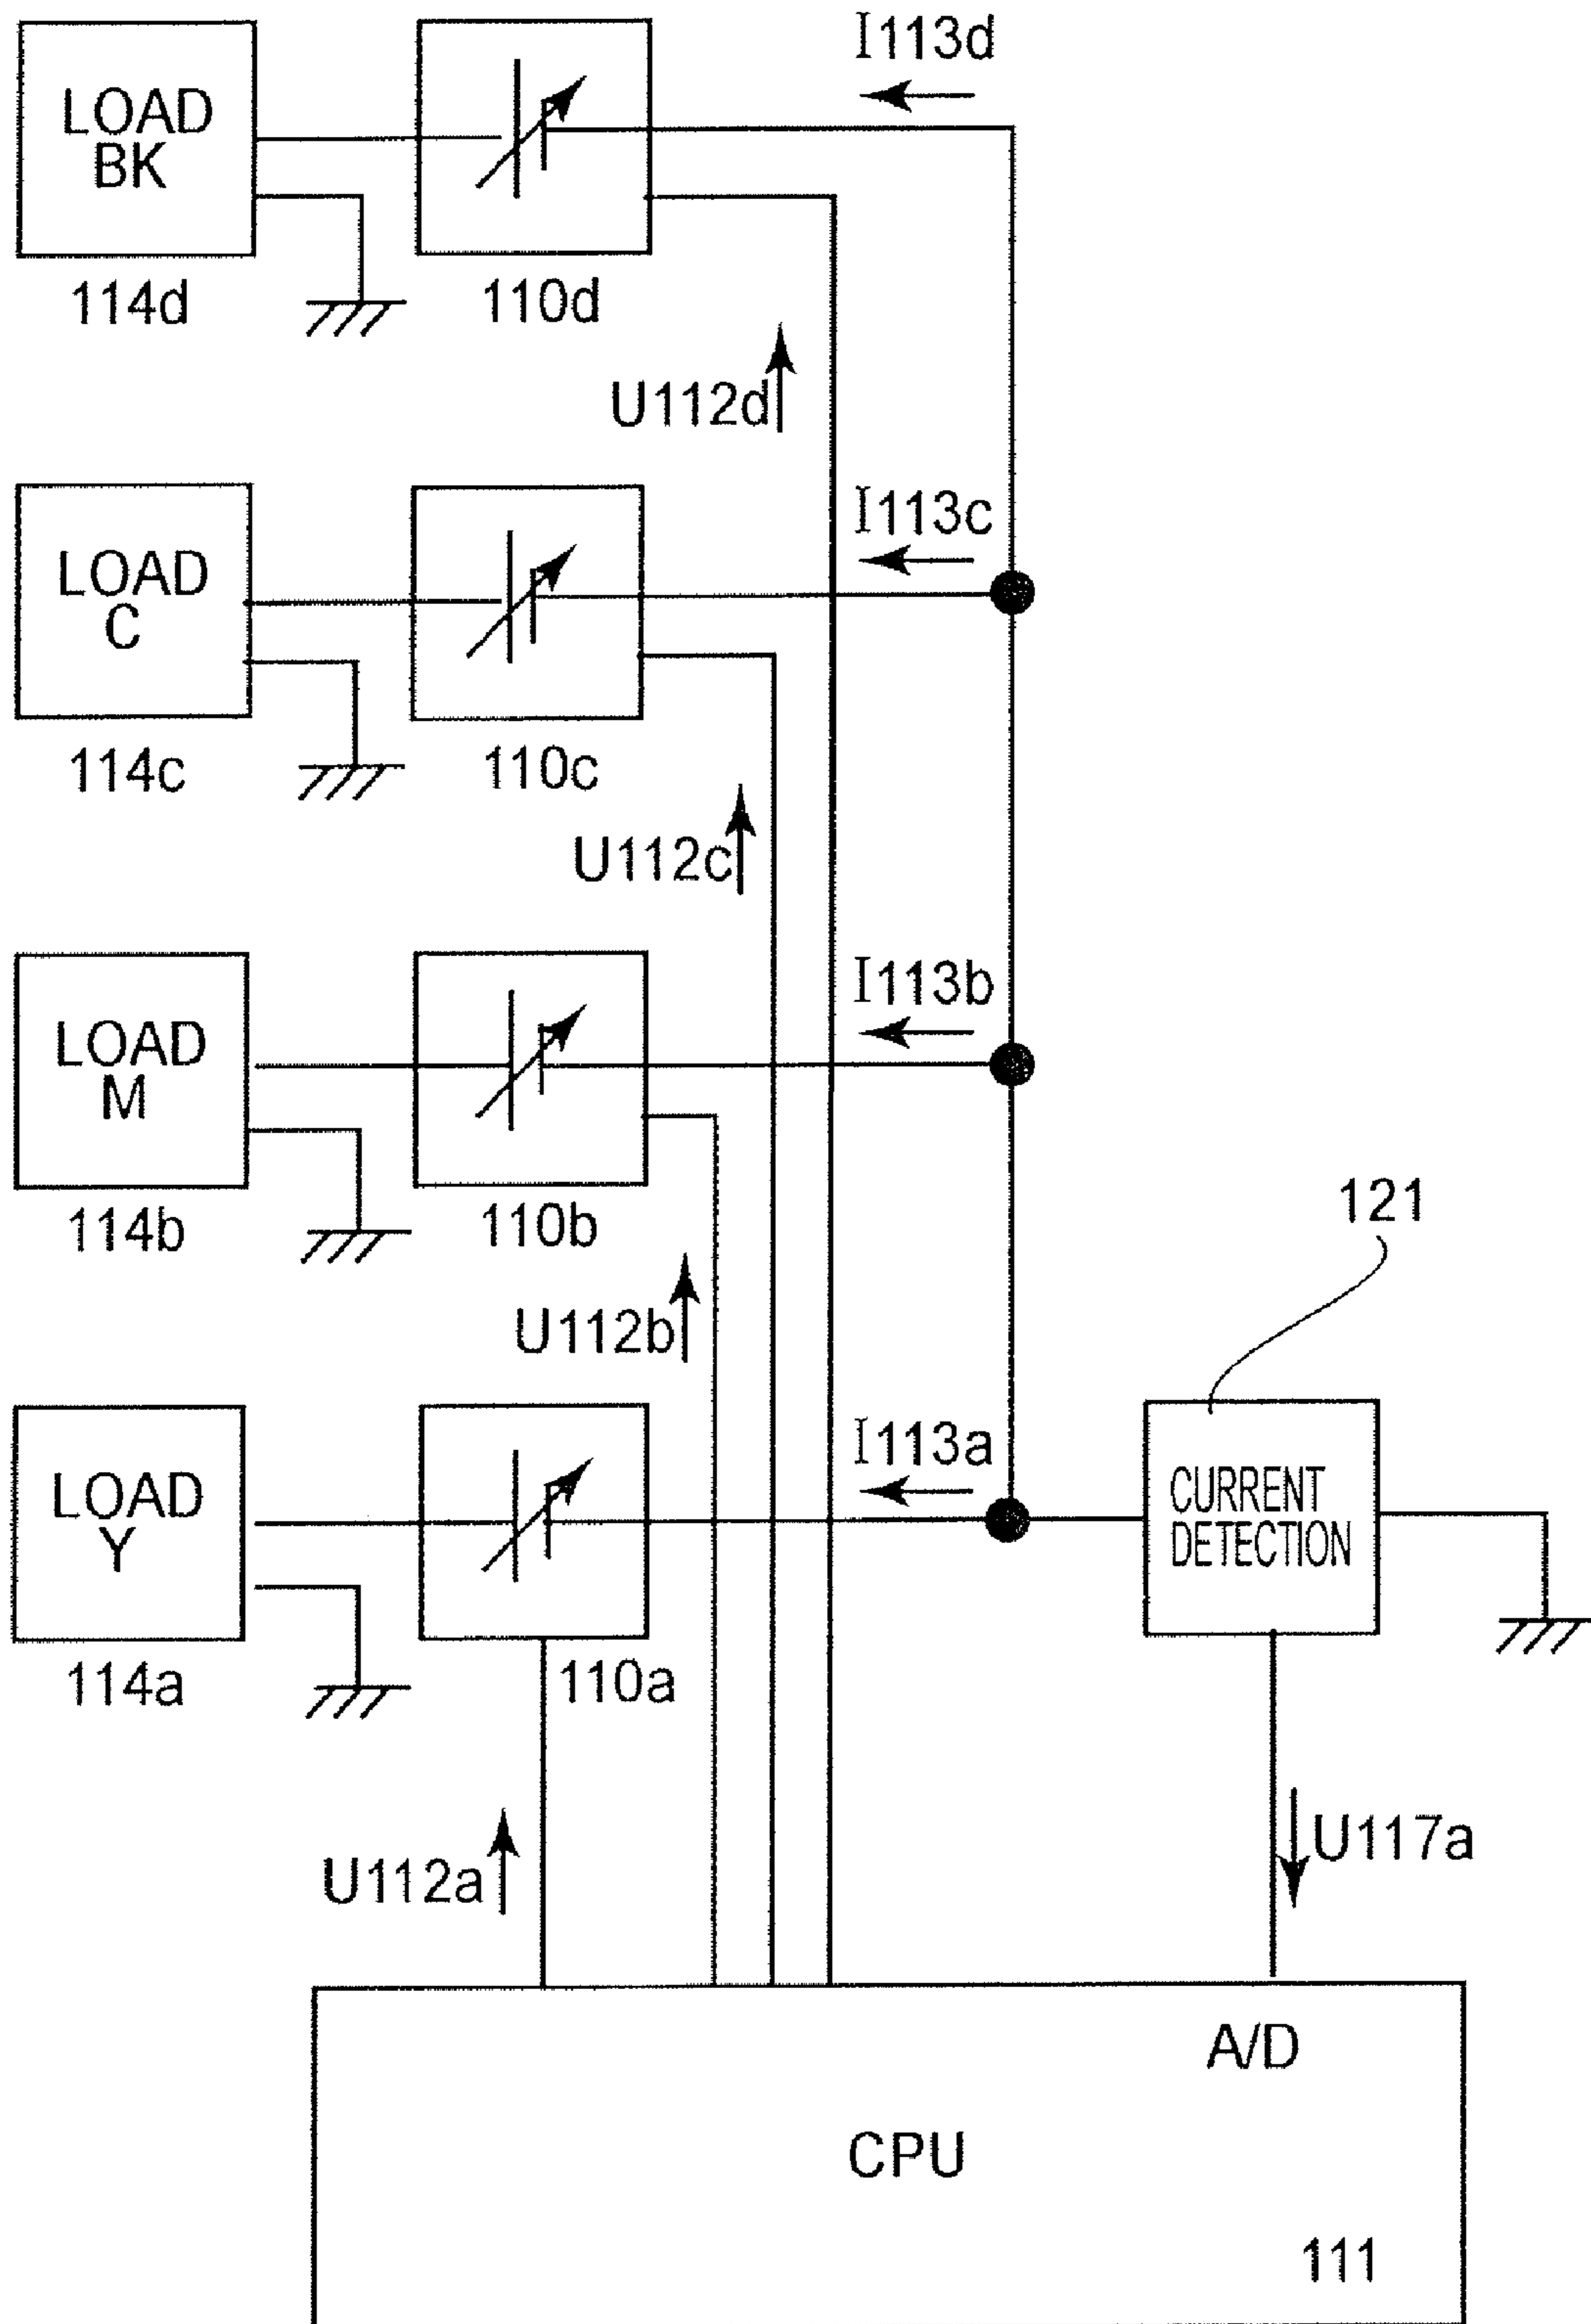 I113d
LOAD
BK
114d
110d
U112d
I113c
LOAD
C
114c
110c
U112c
I113b
LOAD
M
114b
110b
121
U112b
I113a
LOAD
Y
CURRENT
DETECTION
114a
110a
U112a
U117a
A/D
CPU
111